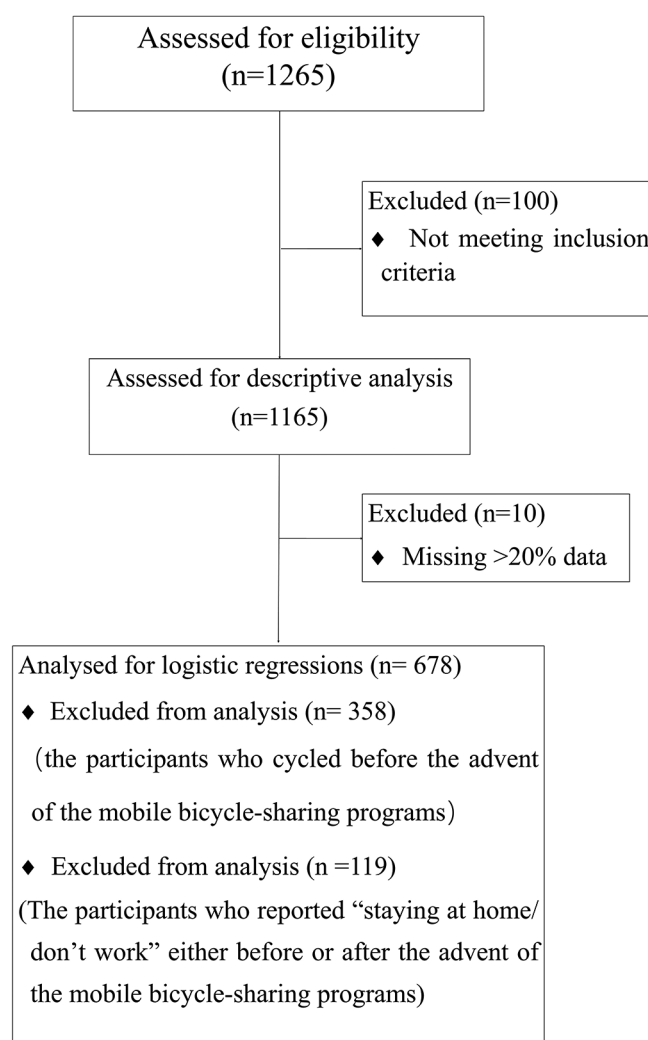 Assessed for eligibility
(n=1265)
Excluded (n=100)
♦ Not meeting inclusion
criteria
Assessed for descriptive analysis
(n=1165)
Excluded (n=10)
♦ Missing >20% data
Analysed for logistic regressions (n= 678)
♦ Excluded from analysis (n= 358)
(the participants who cycled before the advent
of the mobile bicycle-sharing programs)
♦ Excluded from analysis (n =119)
(The participants who reported “staying at home/
don’t work” either before or after the advent of
the mobile bicycle-sharing programs)